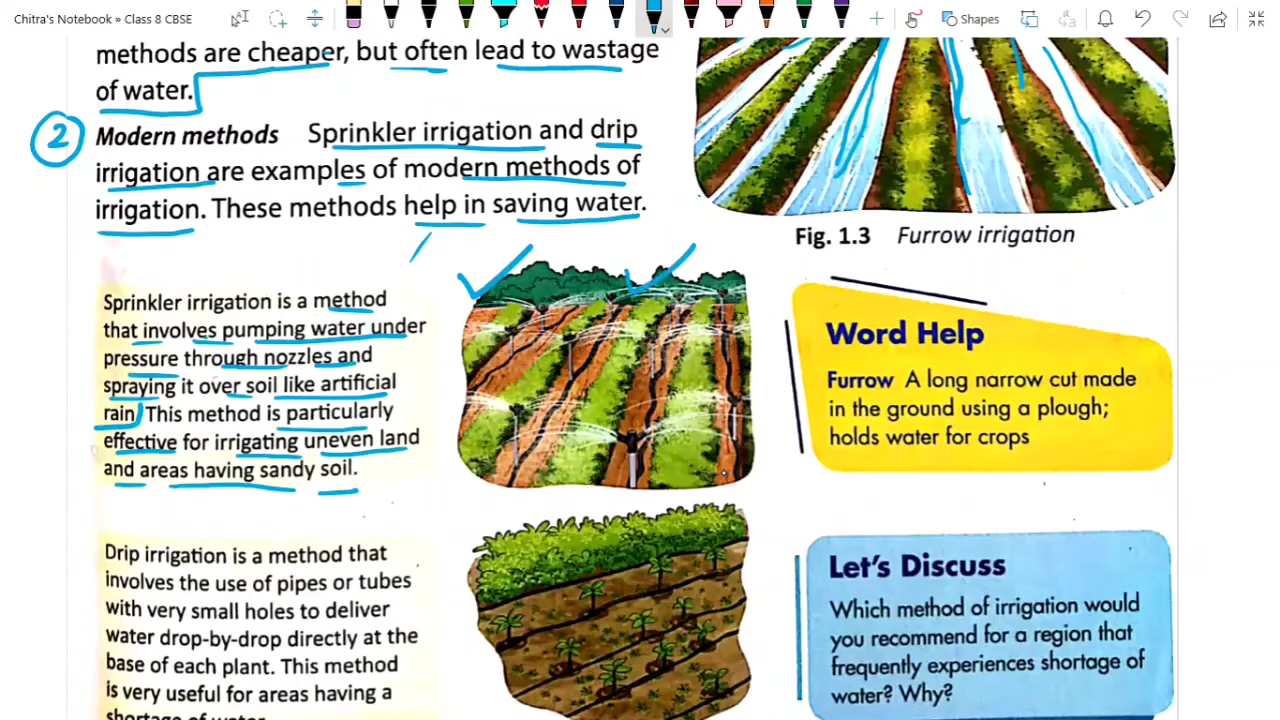 Chitra's Notebook » Class 8 CBSE
Shapes
methods are cheaper, but often lead to wastage
of water.
2
Modern methods Sprinkler irrigation and drip
irrigation are examples of modern methods of
irrigation. These methods help in saving water.
Fig. 1.3 Furrow irrigation
Sprinkler irrigation is a method
that involves pumping water under
pressure through nozzles and
spraying it over soil like artificial
rain. This method is particularly
effective for irrigating uneven land
and areas having sandy soil.
Word Help
Furrow A long narrow cut made
in the ground using a plough;
holds water for crops
Drip irrigation is a method that
involves the use of pipes or tubes
with very small holes to deliver
water drop-by-drop directly at the
base of each plant. This method
is very useful for areas having a
shortage of water.
Let's Discuss
Which method of irrigation would
you recommend for a region that
frequently experiences shortage of
water? Why?